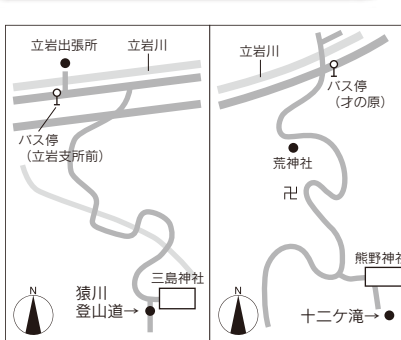 立岩出張所
立岩川
バス停
（立岩支所前）
三島神社
猿川
登山道→
N
立岩川
バス停
（才の原）
荒神社
卍
熊野神社
十二ケ滝→
N